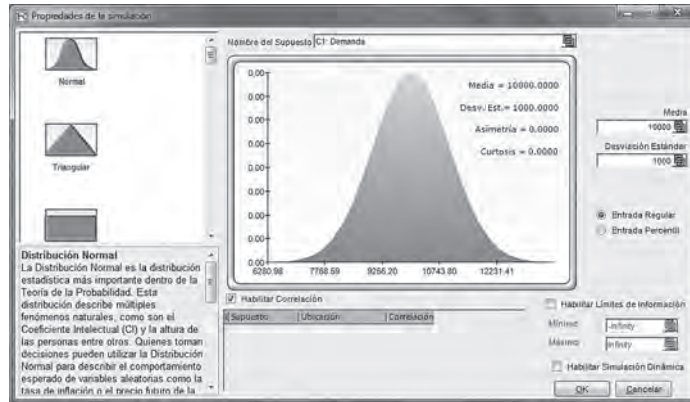 Propiedades de la simulación
Normal
Triangular
Distribución Normal
La Distribución Normal es la distribución
estadística más importante dentro de la
Teoría de la Probabilidad. Esta
distribución describe múltiples
fenómenos naturales, como son el
Coeficiente Intelectual (CI) y la altura de
las personas entre otros. Quienes toman
decisiones pueden utilizar la Distribución
Normal para describir el comportamiento
esperado de variables aleatorias como la
tasa de inflación o el precio futuro de la
Nombre del Supuesto C1: Demanda
0,00
0.00
0.00
0.00
0.00
0.00
0.00
0.00
0.00
6280.98 7768.59 9256.20 10743.80 12231.41
Media = 10000.0000
Desv. Est.= 1000.0000
Asimetría = 0.0000
Curtosis = 0.0000
Media
10000
Desviación Estándar
1000
Entrada Regular
Entrada Percentil
Habilitar Correlación
Supuesto Ubicación Correlación
Habilitar Límites de Información
Mínimo -Infinity
Máximo Infinity
Habilitar Simulación Dinámica
OK Cancelar